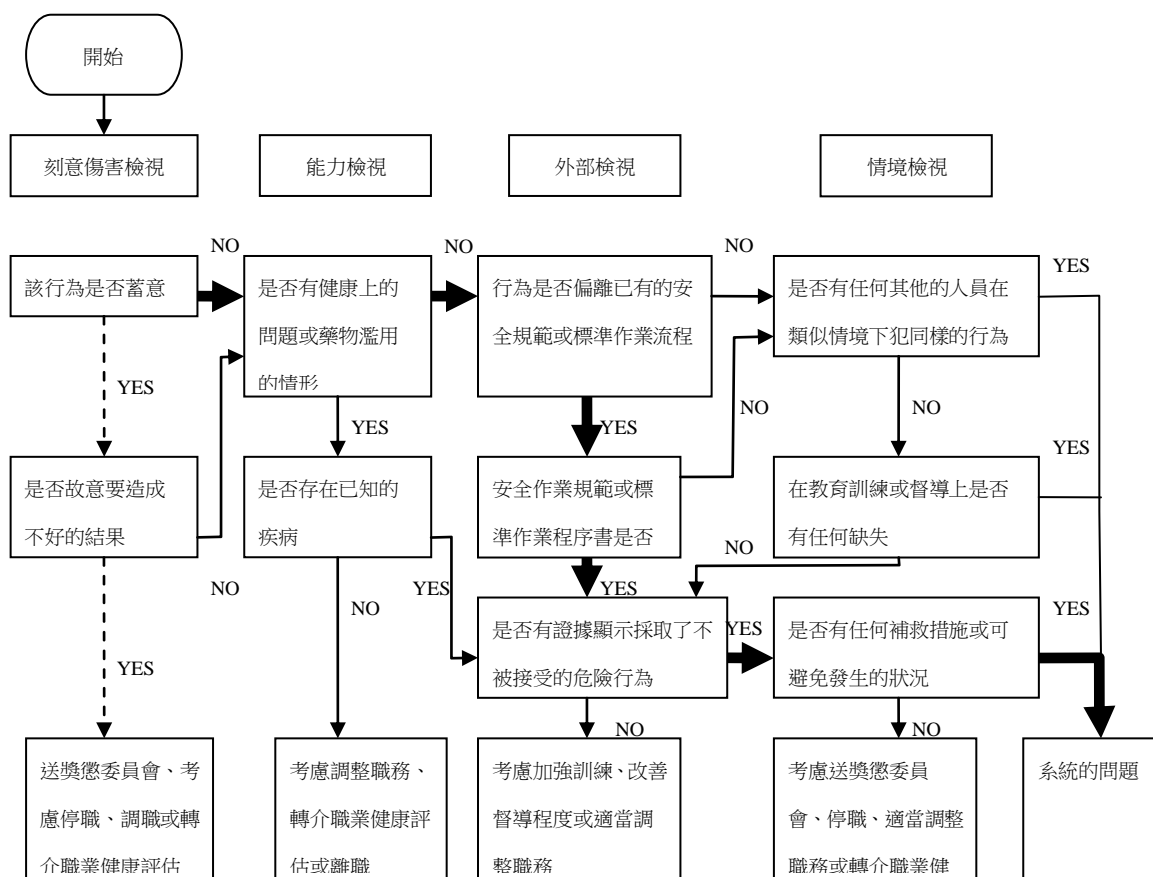 開始
刻意傷害檢視
能力檢視
外部検視
情境檢視
NO
NO
NO
YES
該行為是否蓄意
是否有健康上的
問題或藥物濫用
的情形
行為是否偏離已有的安
全規範或標準作業流程
是否有任何其他的人員在
類似情境下犯同樣的行為
YES
YES
YES
NO
NO
YES
是否故意要造成
不好的結果
是否存在已知的
疾病
安全作業規範或標
準作業程序書是否
在教育訓練或督導上是否
有任何缺失
NO
NO
YES
YES
NO
YES
YES
YES
是否有證據顯示採取了不
被接受的危險行為
是否有任何補救措施或可
避免發生的狀況
NO
NO
送獎懲委員會、考
慮停職、調職或轉
介職業健康評估
考慮調整職務、
轉介職業健康評
估或離職
考慮加強訓練、改善
督導程度或適當調
整職務
考慮送獎懲委員
會、停職、適當調整
職務或轉介職業健
系統的問題